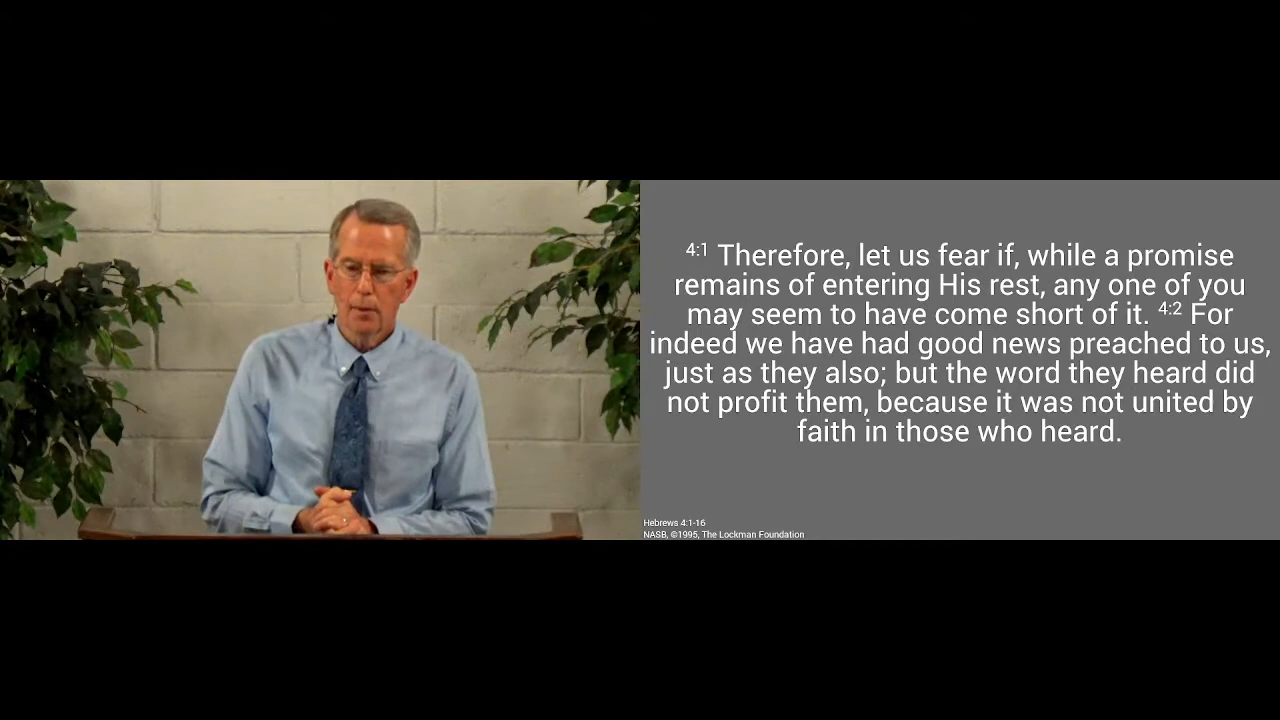 4:1 Therefore, let us fear if, while a promise
remains of entering His rest, any one of you
may seem to have come short of it. 4:2 For
indeed we have had good news preached to us,
just as they also; but the word they heard did
not profit them, because it was not united by
faith in those who heard.
Hebrews 4:1-16
NASB, ©1995, The Lockman Foundation